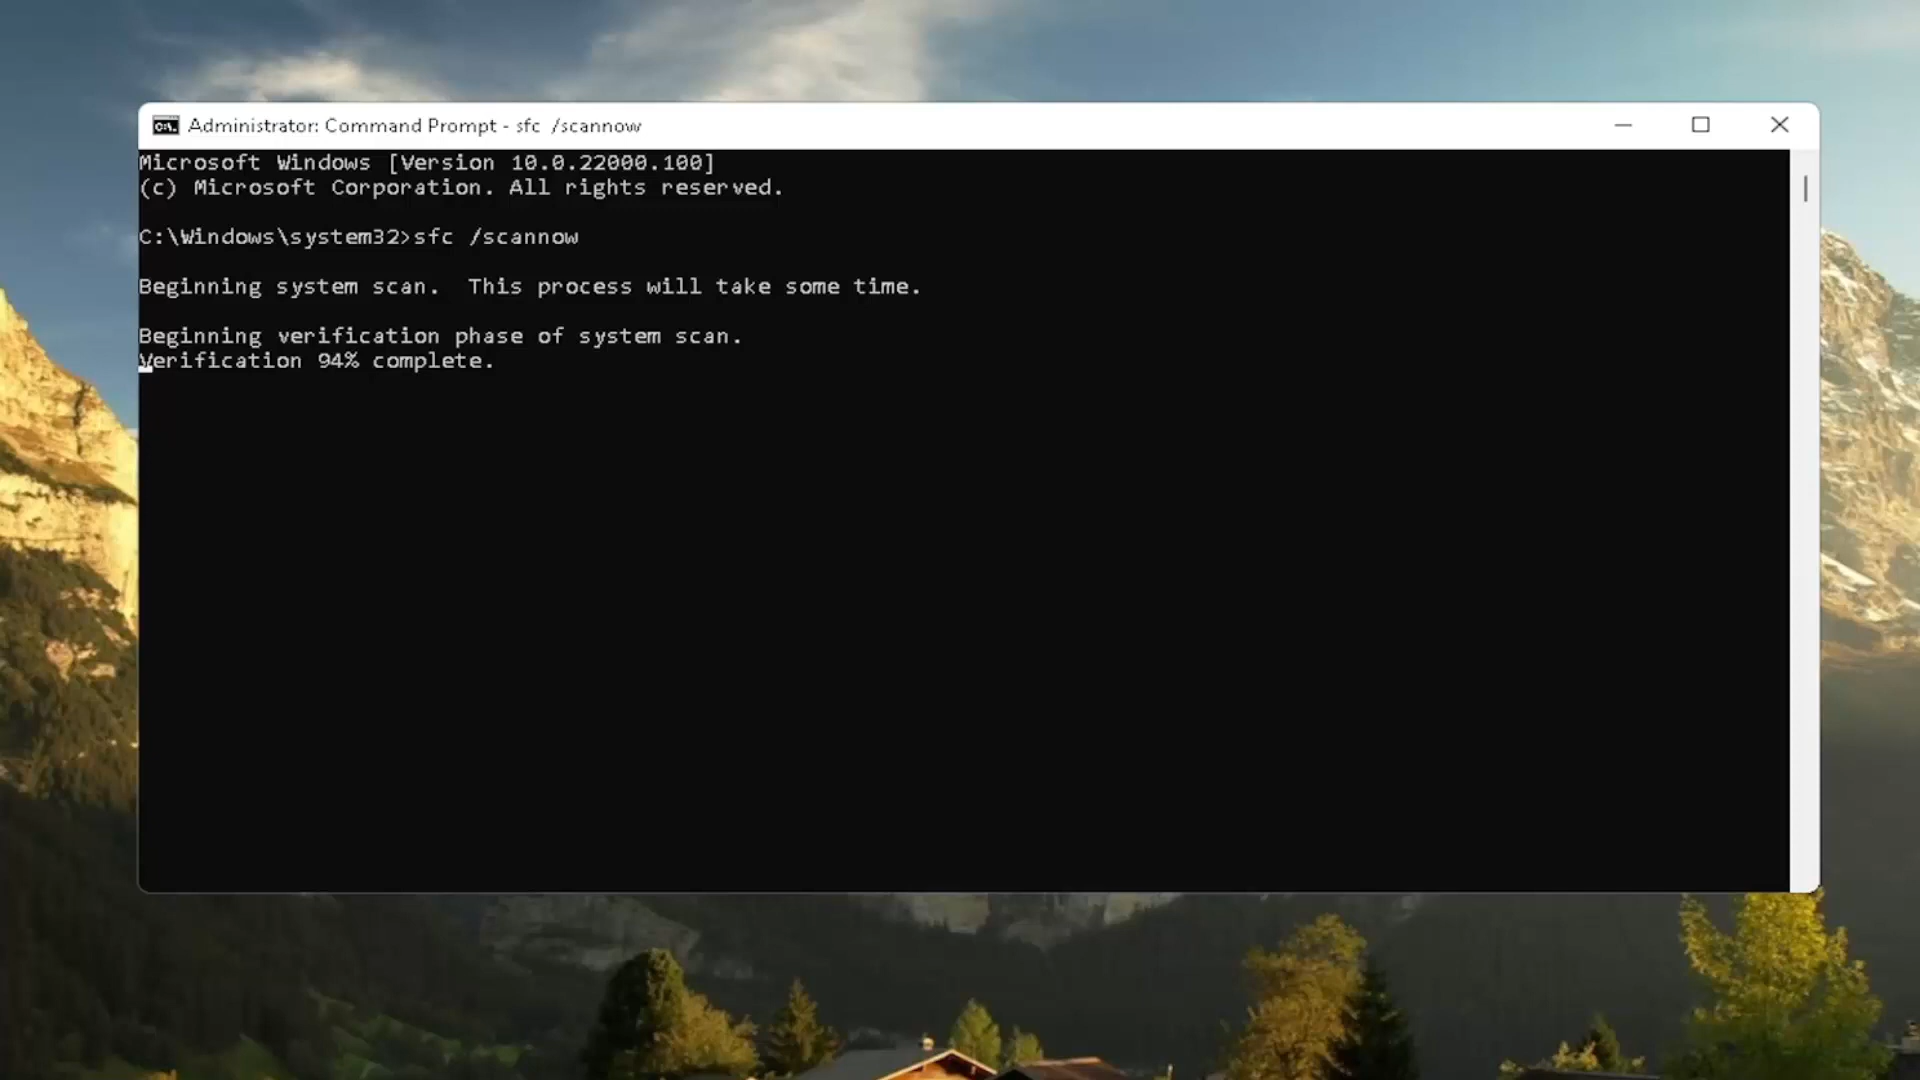 Administrator: Command Prompt - sfc  /scannow
Microsoft Windows [Version 10.0.22000.100]
(c) Microsoft Corporation. All rights reserved.
C:\Windows\system32>sfc /scannow
Beginning system scan.  This process will take some time.
Beginning verification phase of system scan.
Verification 94% complete.